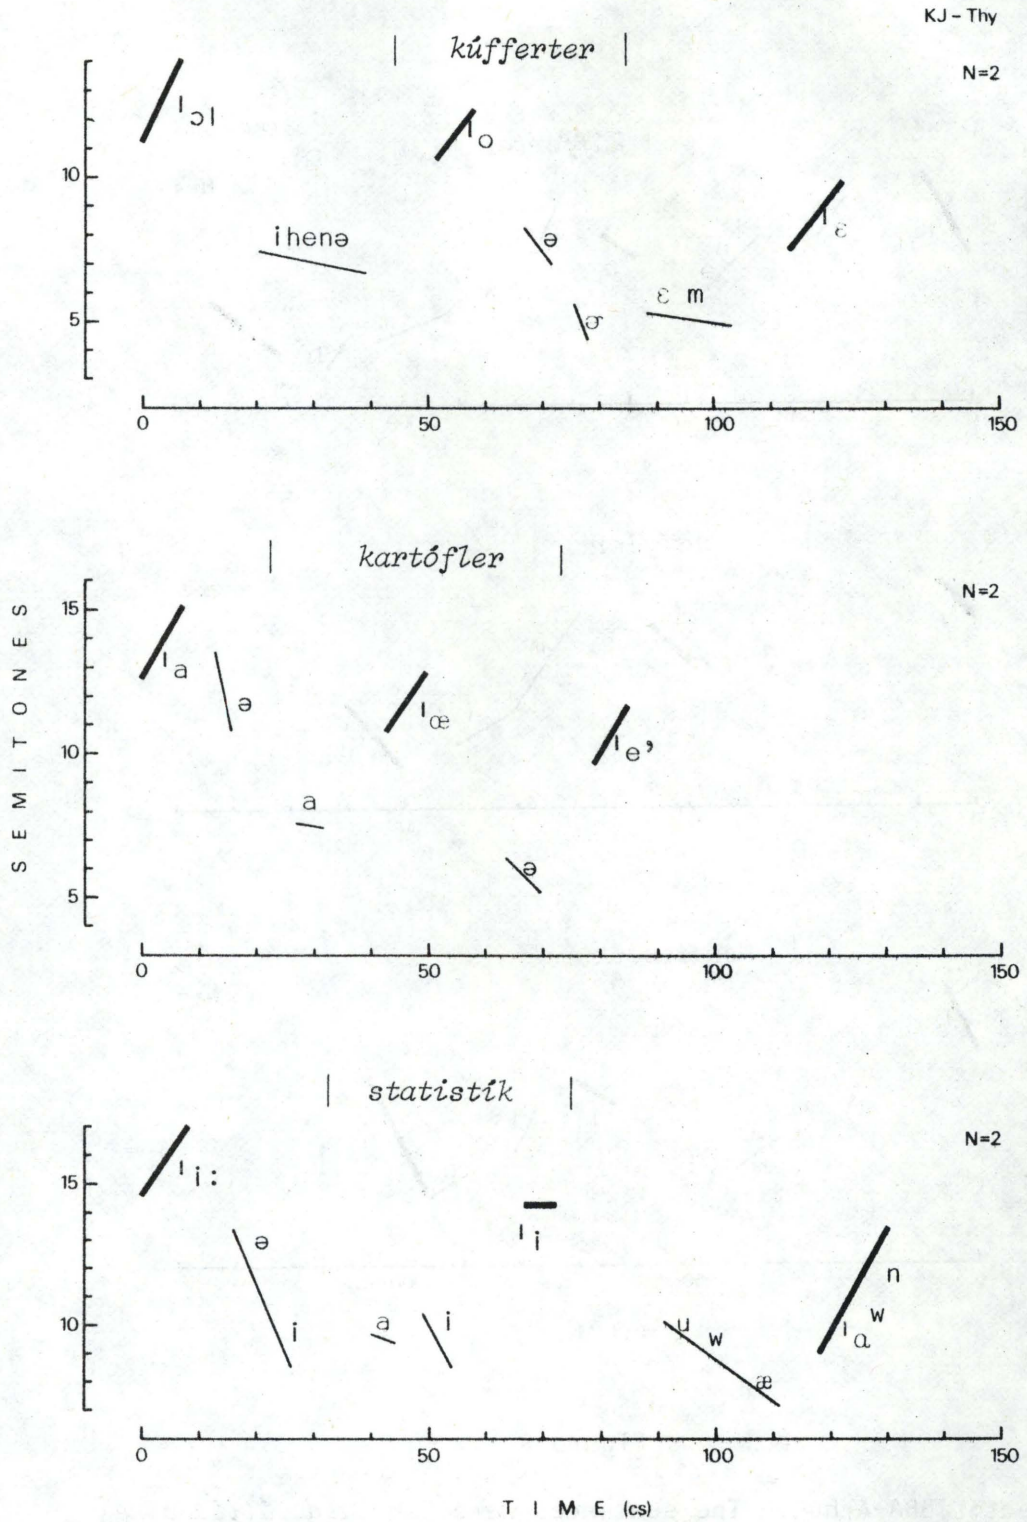 KJ – Thy
| kúfferter |
N=2
ˈɔl
ˈo
10
ˈɛ
ihenə
ə
ɛ m
5
ɚ
0 50 100 150
| kartófler |
N=2
15
ˈa
ə
ˈœ
10
ˈe’
a
ə
5
0 50 100 150
SEMITONES
| statistík |
N=2
15
ˈi:
ˈi
ə
n
w
10
i
a
i
u
w
ˈɑ
æ
0 50 100 150
TIME (cs)